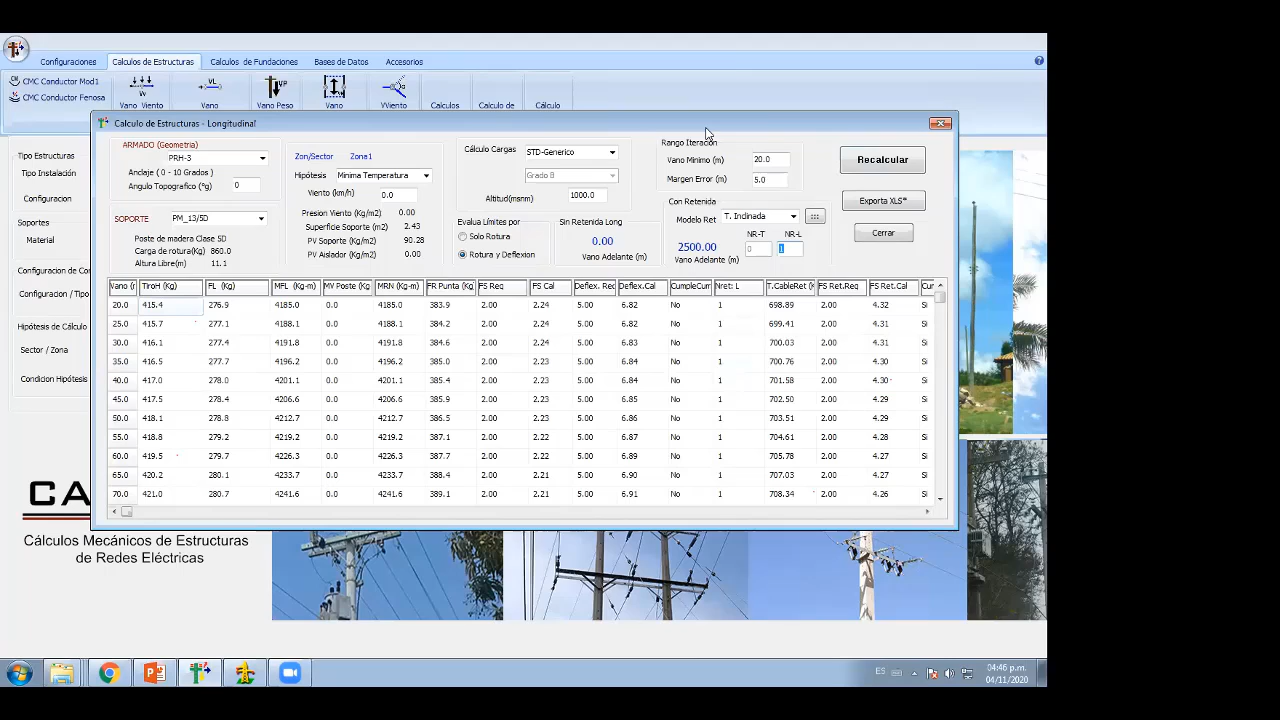 Configuraciones Calculos de Estructuras Calculos de Fundaciones Bases de Datos Accesorios
CMC Conductor Mod1
CMC Conductor Fenosa
Vano Viento Vano Vano Peso Vano VViento Calculos Calculo de Cálculo
Tipo Estructuras
Tipo Instalación
Configuracion
Soportes
Material
Configuracion de Con
Configuracion / Tipo
Hipótesis de Cálculo
Sector / Zona
Condicion Hipótesis
Calculo de Estructuras - Longitudinal
ARMADO (Geometria)
PRH-3
Anclaje ( 0 - 10 Grados )
Angulo Topografico (°g) 0
SOPORTE PM_13/5D
Poste de madera Clase 5D
Carga de rotura(Kg) 860.0
Altura Libre(m) 11.1
Zon/Sector Zona1
Hipótesis Minima Temperatura
Viento (km/h) 0.0
Presion Viento (Kg/m2) 0.00
Superficie Soporte (m2) 2.43
PV Soporte (Kg/m2) 90.28
PV Aislador (Kg/m2) 0.00
Cálculo Cargas STD-Generico
Grado B
Altitud(msnm) 1000.0
Evalua Límites por
Solo Rotura
Rotura y Deflexion
Sin Retenida Long
0.00
Vano Adelante (m)
Rango Iteración
Vano Minimo (m) 20.0
Margen Error (m) 5.0
Con Retenida
Modelo Ret T. Inclinada
NR-T NR-L
2500.00 0 1
Vano Adelante (m)
Recalcular
Exporta XLS*
Cerrar
Vano (r TiroH (Kg) FL (Kg) MFL (Kg-m) MV Poste (Kg MRN (Kg-m) FR Punta (Kg) FS Req FS Cal Deflex. Rec Deflex.Cal CumpleCum Nret: L T.CableRet (K FS Ret.Req FS Ret.Cal Cur
20.0 415.4 276.9 4185.0 0.0 4185.0 383.9 2.00 2.24 5.00 6.82 No 1 698.89 2.00 4.32 Si
25.0 415.7 277.1 4188.1 0.0 4188.1 384.2 2.00 2.24 5.00 6.82 No 1 699.41 2.00 4.31 Si
30.0 416.1 277.4 4191.8 0.0 4191.8 384.6 2.00 2.24 5.00 6.83 No 1 700.03 2.00 4.31 Si
35.0 416.5 277.7 4196.2 0.0 4196.2 385.0 2.00 2.23 5.00 6.84 No 1 700.76 2.00 4.30 Si
40.0 417.0 278.0 4201.1 0.0 4201.1 385.4 2.00 2.23 5.00 6.84 No 1 701.58 2.00 4.30 Si
45.0 417.5 278.4 4206.6 0.0 4206.6 385.9 2.00 2.23 5.00 6.85 No 1 702.50 2.00 4.29 Si
50.0 418.1 278.8 4212.7 0.0 4212.7 386.5 2.00 2.23 5.00 6.86 No 1 703.51 2.00 4.29 Si
55.0 418.8 279.2 4219.2 0.0 4219.2 387.1 2.00 2.22 5.00 6.87 No 1 704.61 2.00 4.28 Si
60.0 419.5 279.7 4226.3 0.0 4226.3 387.7 2.00 2.22 5.00 6.89 No 1 705.78 2.00 4.27 Si
65.0 420.2 280.1 4233.7 0.0 4233.7 388.4 2.00 2.21 5.00 6.90 No 1 707.03 2.00 4.27 Si
70.0 421.0 280.7 4241.6 0.0 4241.6 389.1 2.00 2.21 5.00 6.91 No 1 708.34 2.00 4.26 Si
CA
Cálculos Mecánicos de Estructuras
de Redes Eléctricas
ES
04:46 p.m.
04/11/2020